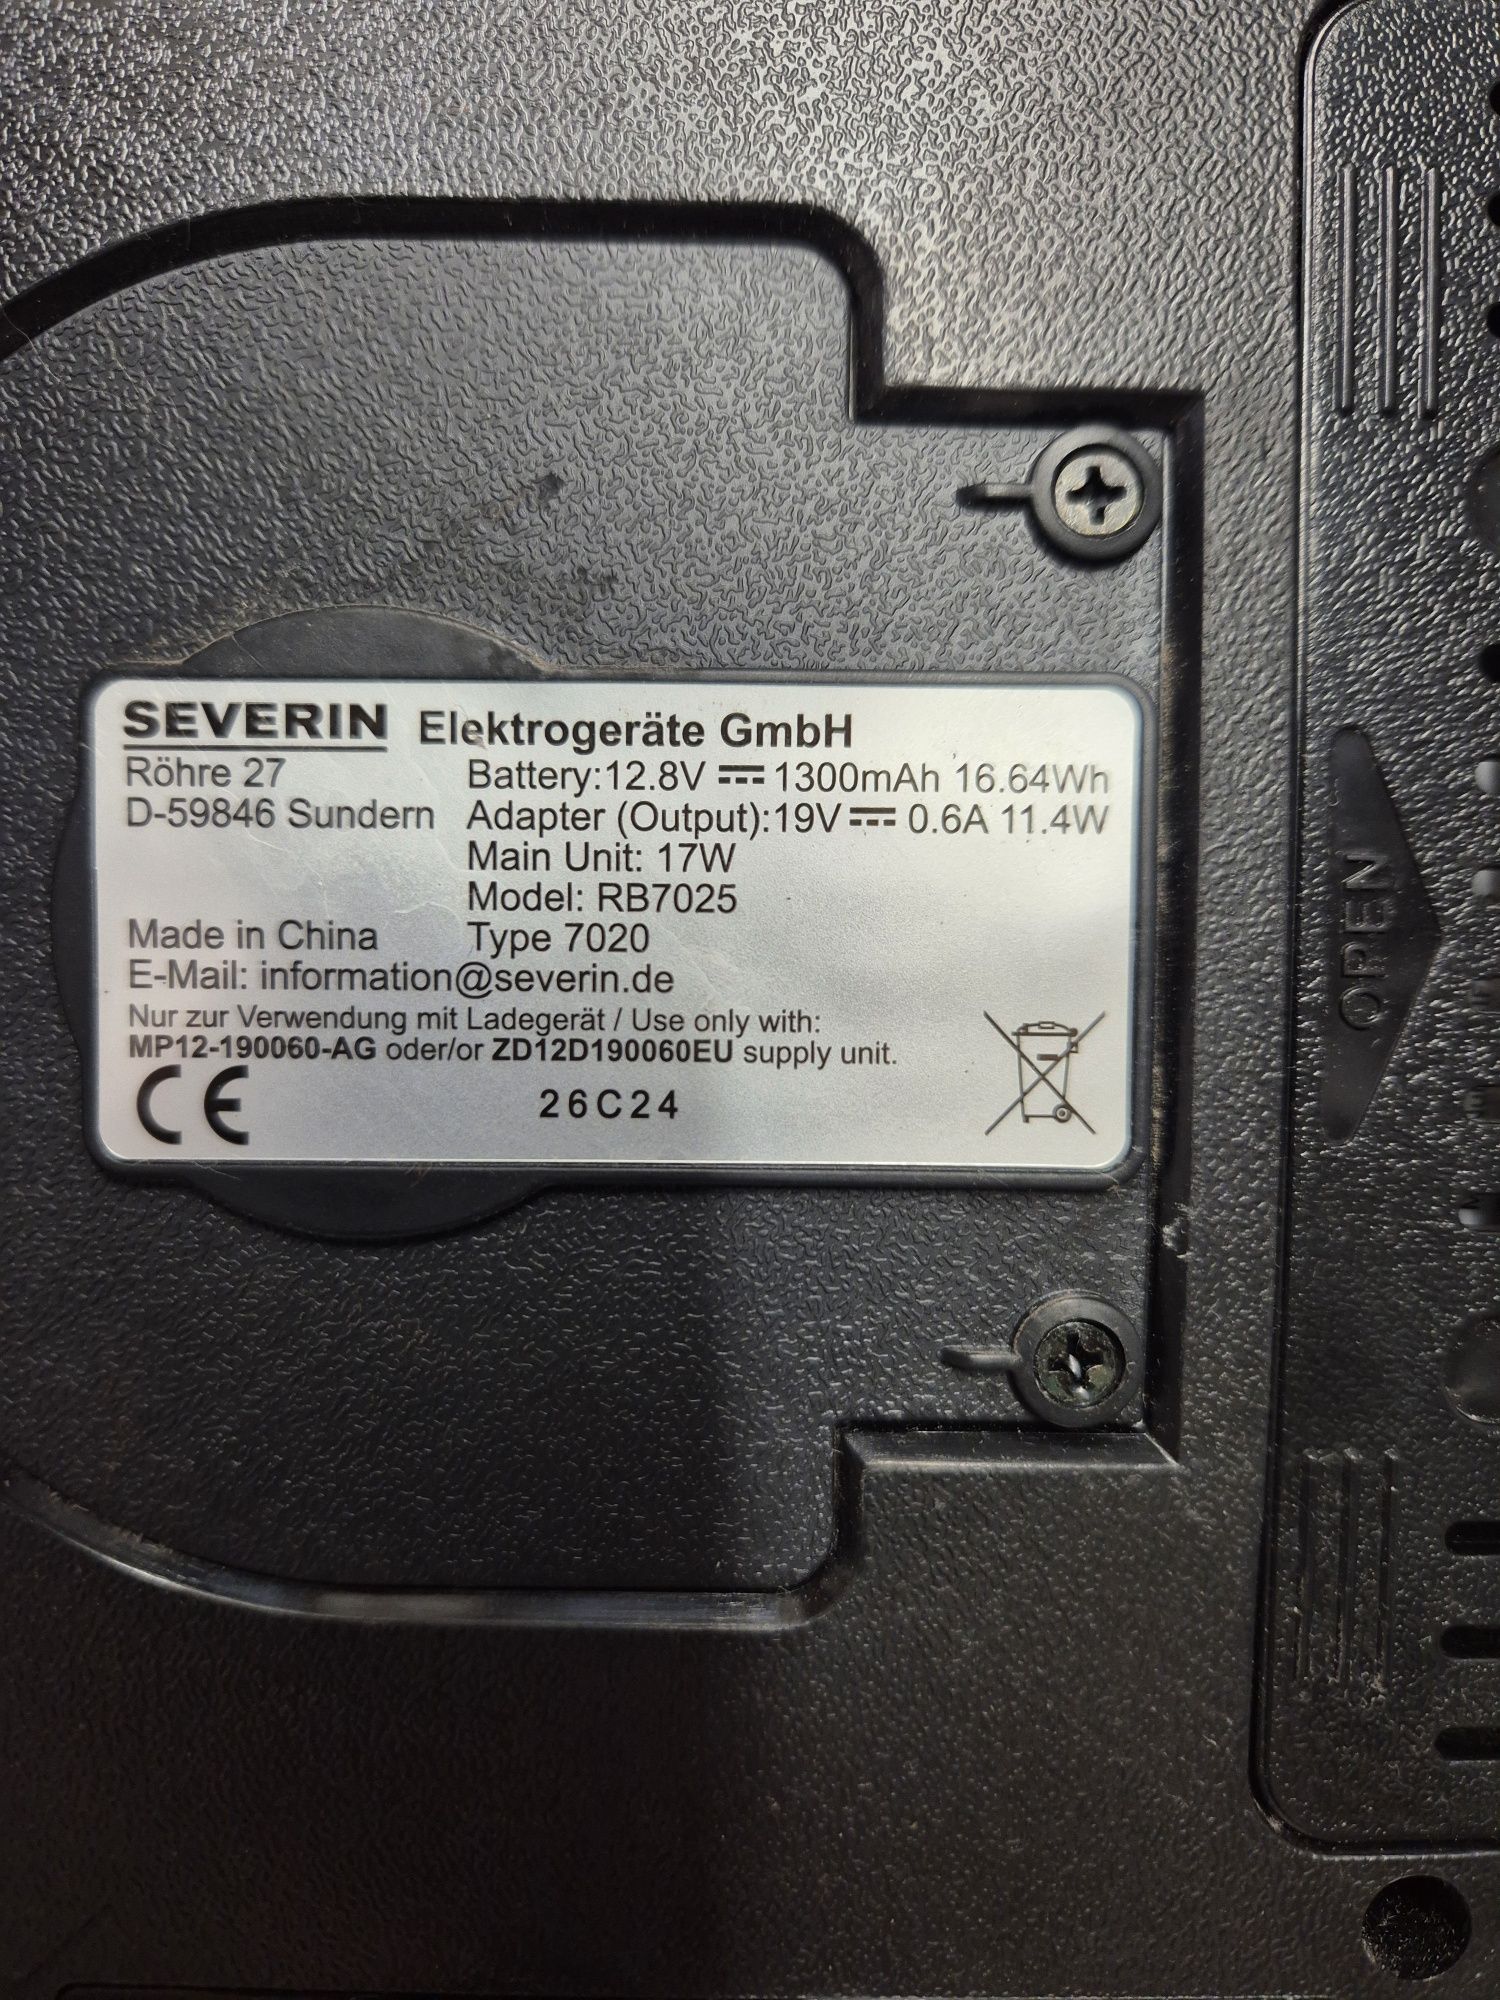 SEVERIN Elektrogeräte GmbH
Röhre 27 Battery:12.8V ⎓ 1300mAh 16.64Wh
D-59846 Sundern Adapter (Output):19V ⎓ 0.6A 11.4W
Main Unit: 17W
Model: RB7025
Made in China Type 7020
E-Mail: information@severin.de
Nur zur Verwendung mit Ladegerät / Use only with:
MP12-190060-AG oder/or ZD12D190060EU supply unit.
CE 26C24
OPEN